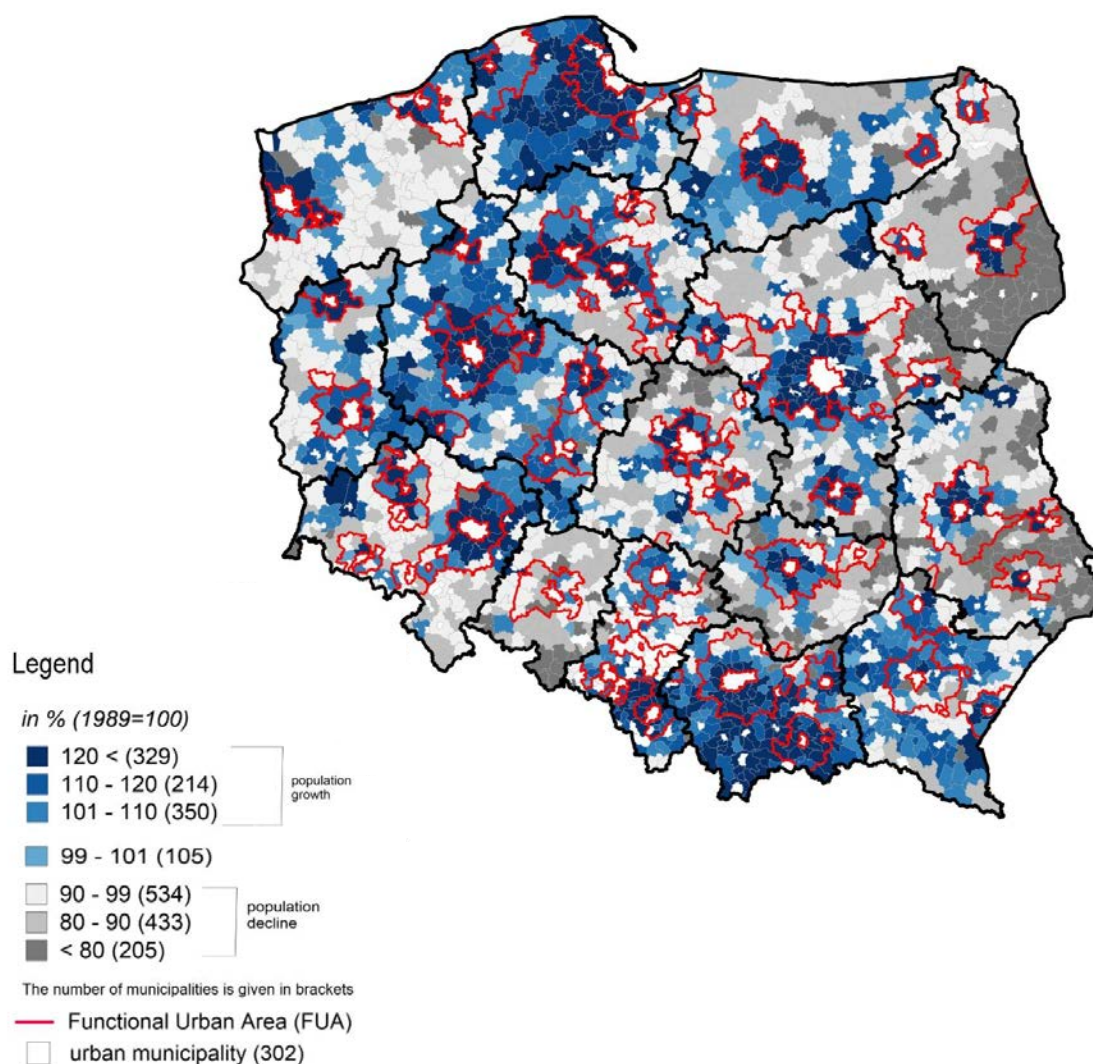 Legend
in % (1989=100)
120 < (329)
110 - 120 (214)
101 - 110 (350)
population
growth
99 - 101 (105)
90 - 99 (534)
80 - 90 (433)
< 80 (205)
population
decline
The number of municipalities is given in brackets
Functional Urban Area (FUA)
urban municipality (302)